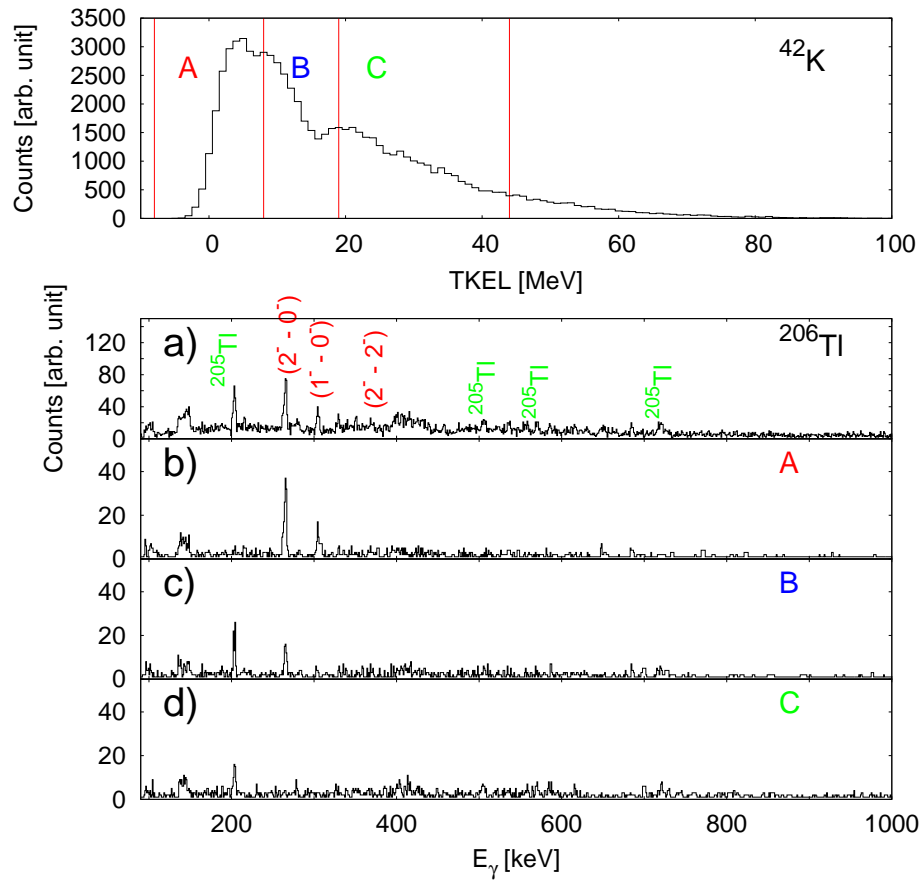 Counts [arb. unit]
3500
3000
2500
2000
1500
1000
500
0
A
B
C
⁴²K
0
20
40
60
80
100
TKEL [MeV]
Counts [arb. unit]
a)
120
80
40
0
²⁰⁵Tl
(2⁻ - 0⁻)
(1⁻ - 0⁻)
(2⁻ - 2⁻)
²⁰⁵Tl
²⁰⁵Tl
²⁰⁵Tl
²⁰⁶Tl
b)
40
20
0
A
c)
40
20
0
B
d)
40
20
0
C
200
400
600
800
1000
Eγ [keV]